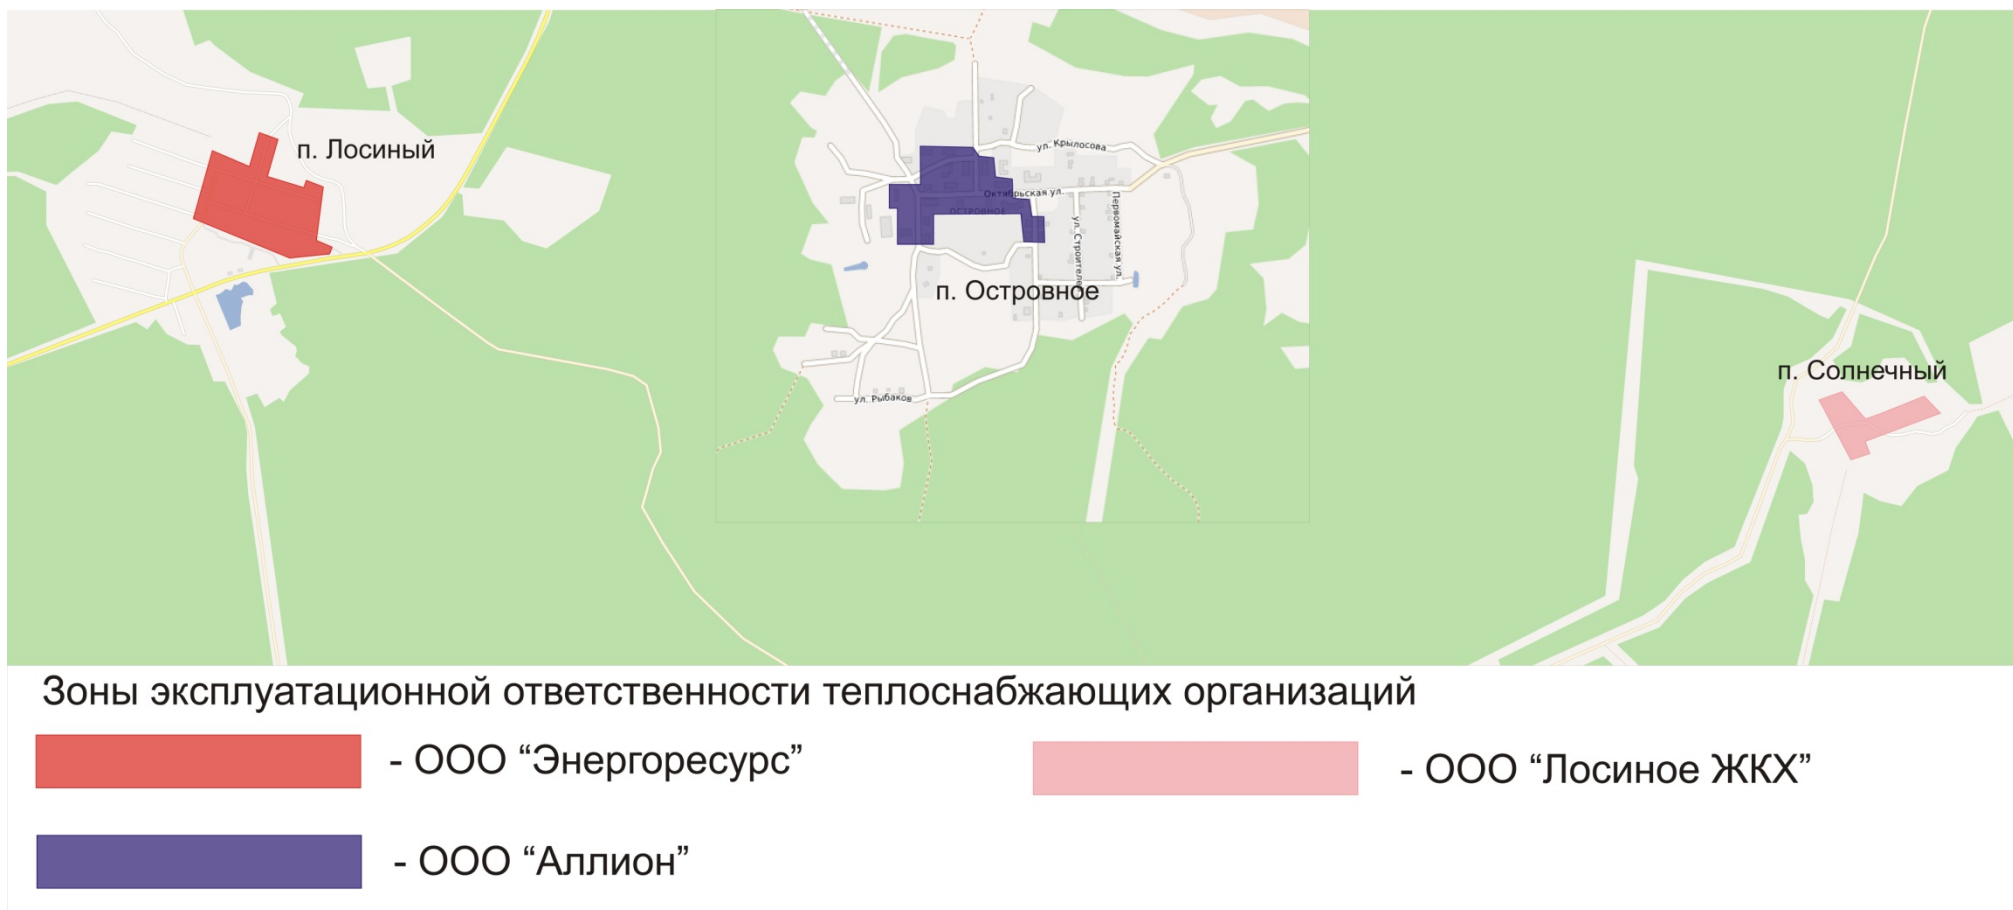 п. Лосиный
ул. Крылосова
Октябрьская ул.
ОСТРОВНОЕ
Первомайская ул.
ул. Строителей
п. Островное
ул. Рыбаков
п. Солнечный
Зоны эксплуатационной ответственности теплоснабжающих организаций
- ООО “Энергоресурс”
- ООО “Лосиное ЖКХ”
- ООО “Аллион”